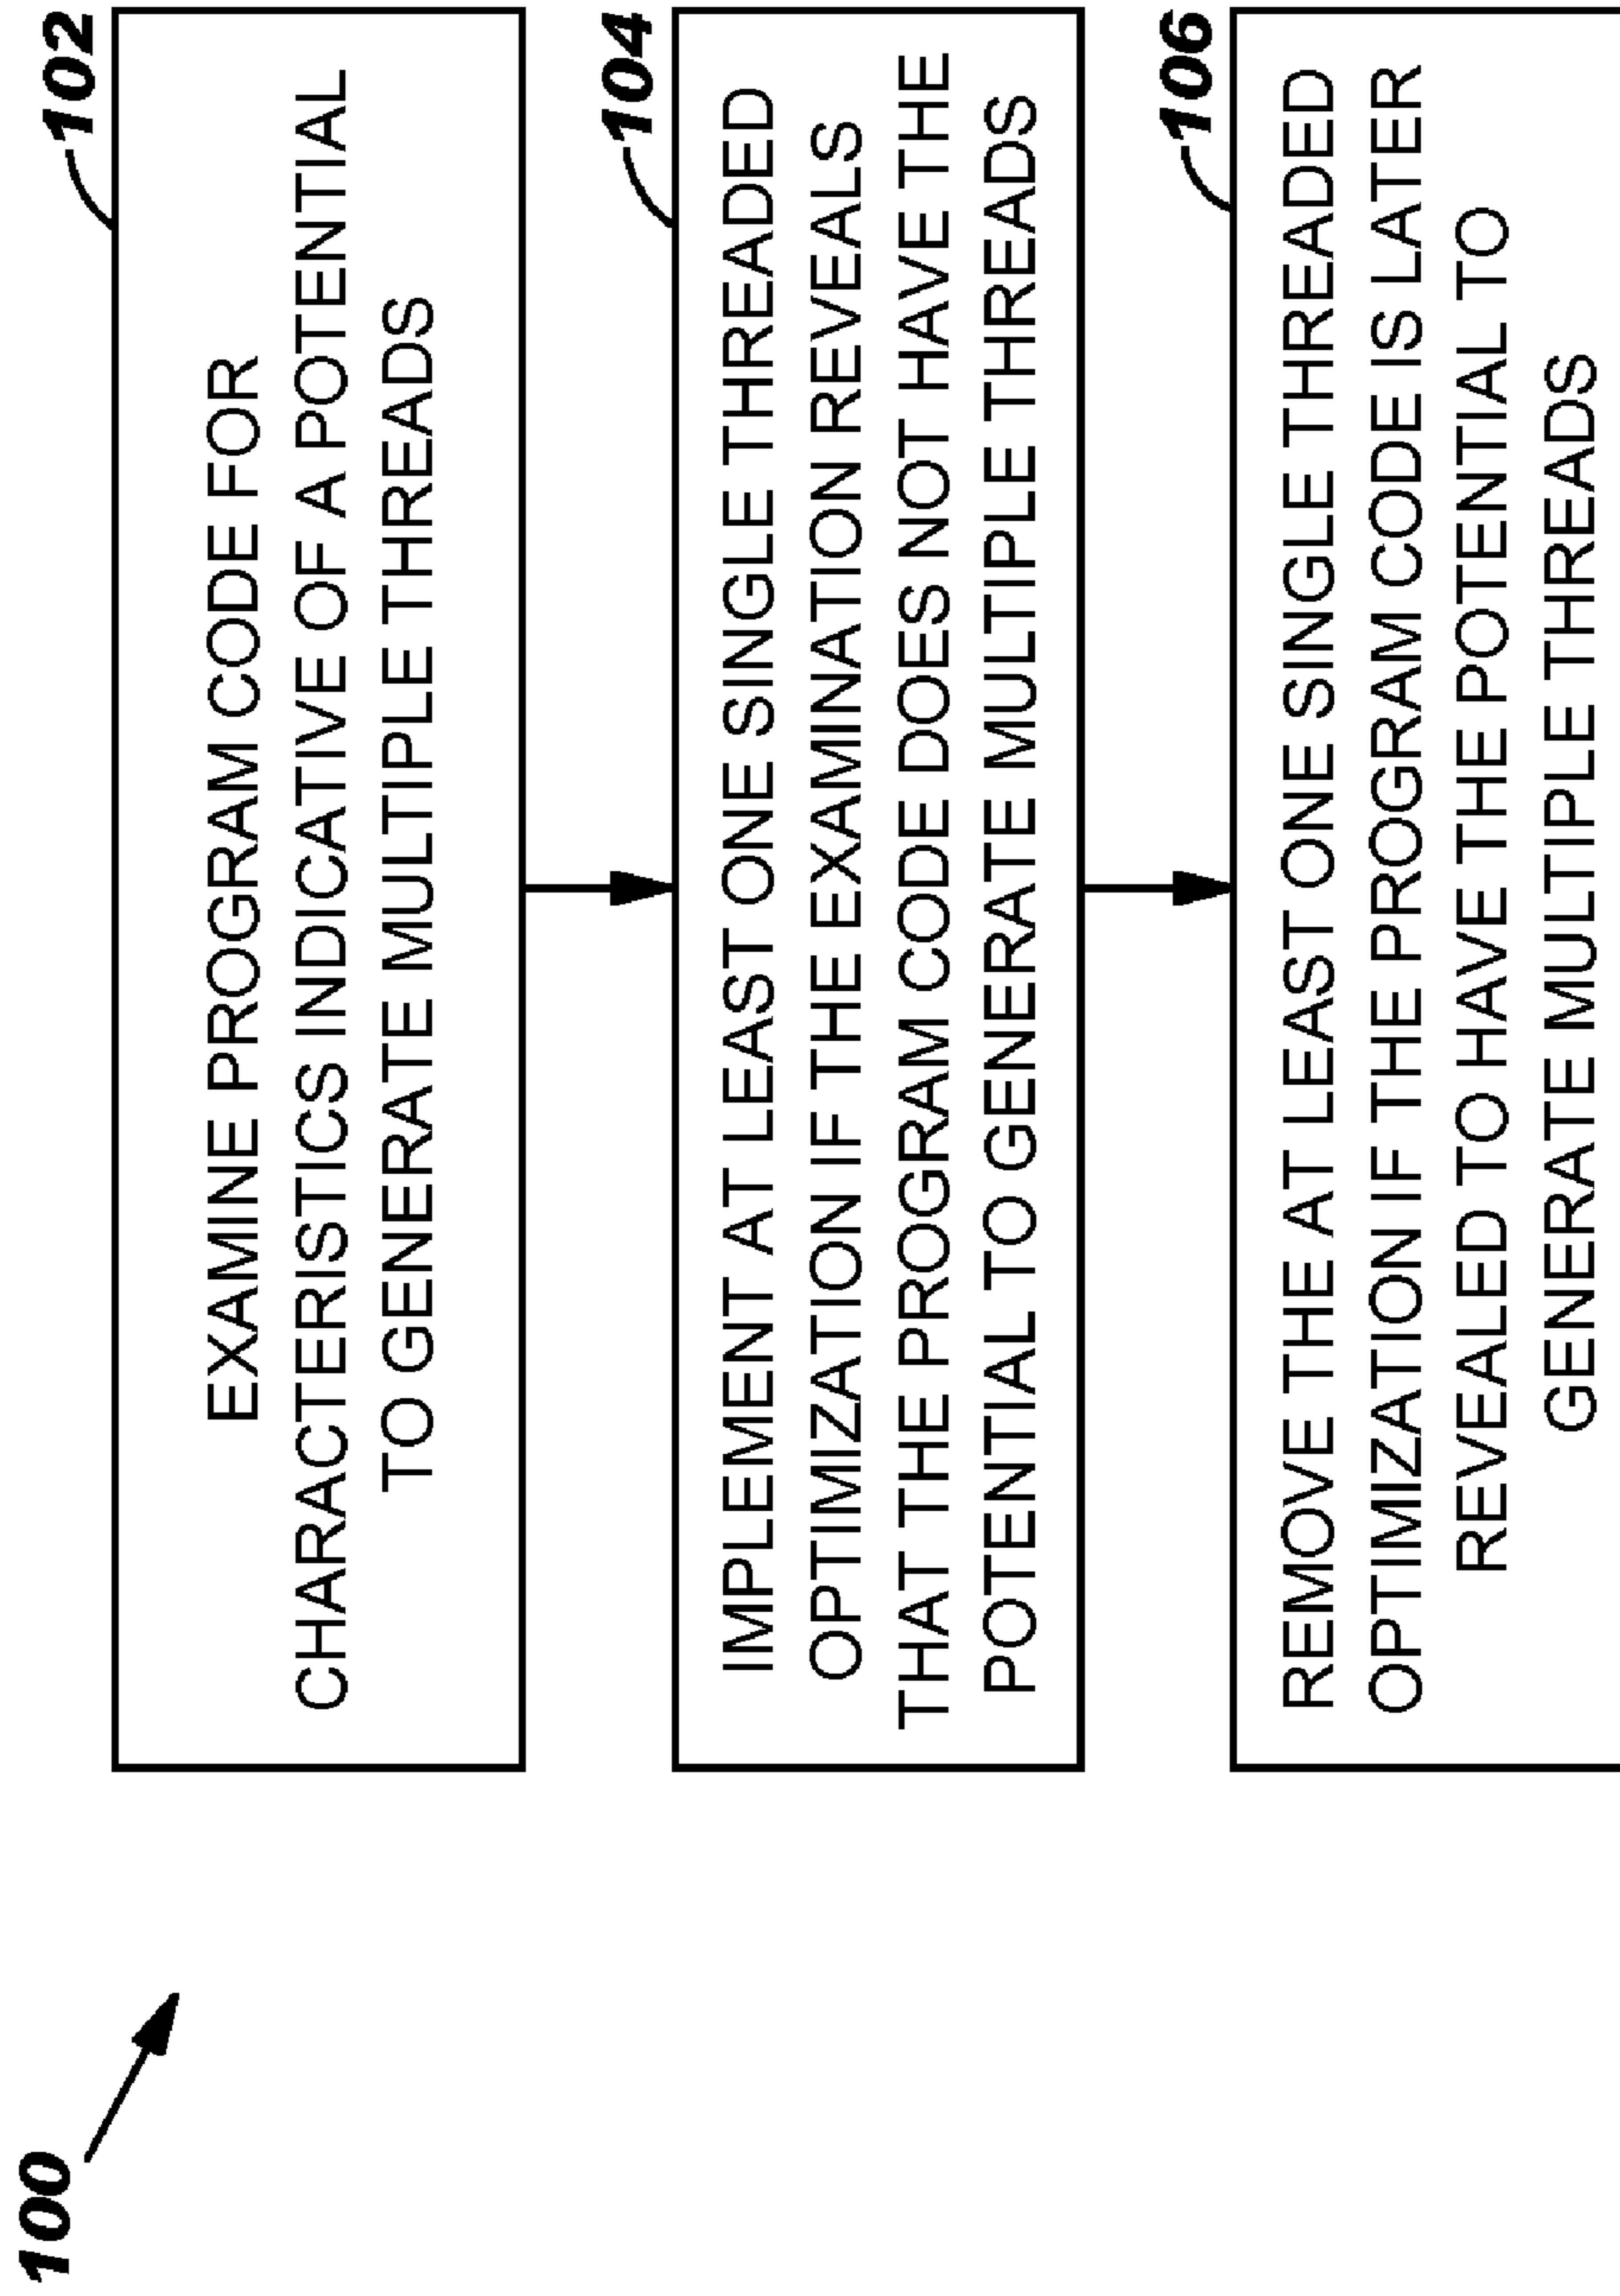 100
102
EXAMINE PROGRAM CODE FOR
CHARACTERISTICS INDICATIVE OF A POTENTIAL
TO GENERATE MULTIPLE THREADS
104
IMPLEMENT AT LEAST ONE SINGLE THREADED
OPTIMIZATION IF THE EXAMINATION REVEALS
THAT THE PROGRAM CODE DOES NOT HAVE THE
POTENTIAL TO GENERATE MULTIPLE THREADS
106
REMOVE THE AT LEAST ONE SINGLE THREADED
OPTIMIZATION IF THE PROGRAM CODE IS LATER
REVEALED TO HAVE THE POTENTIAL TO
GENERATE MULTIPLE THREADS